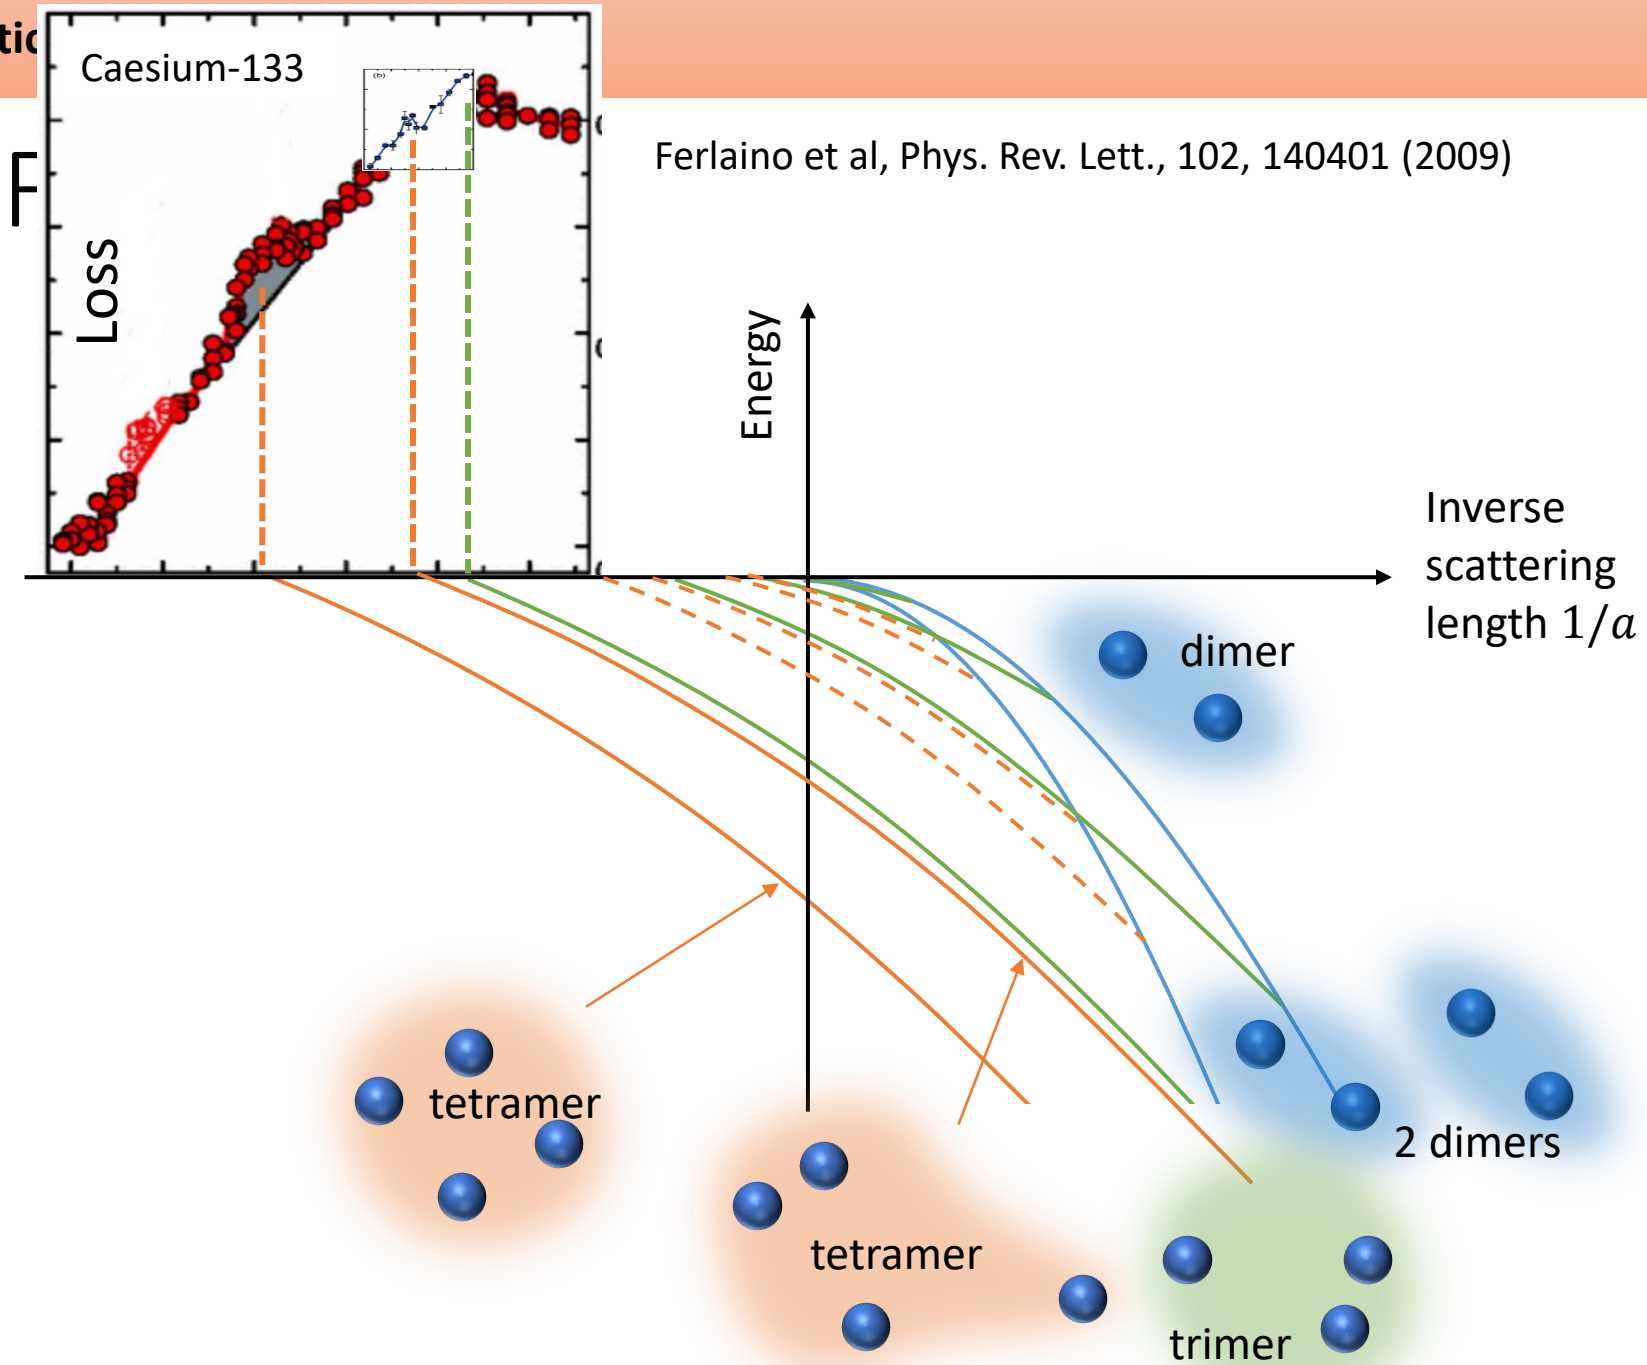 Caesium-133
(b)
F
Ferlaino et al, Phys. Rev. Lett., 102, 140401 (2009)
Loss
Energy
Inverse
scattering
length 1/a
dimer
tetramer
2 dimers
tetramer
trimer